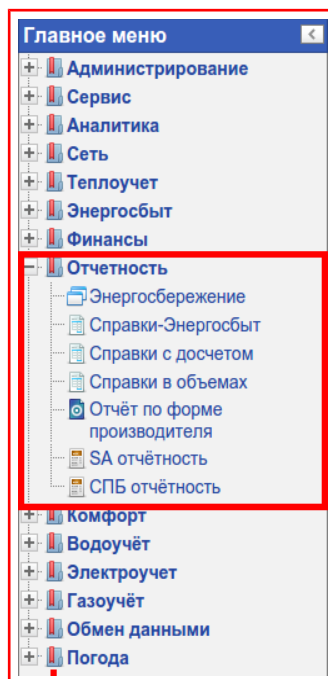 Главное меню
Администрирование
Сервис
Аналитика
Сеть
Теплоучет
Энергосбыт
Финансы
Отчетность
Энергосбережение
Справки-Энергосбыт
Справки с досчетом
Справки в объемах
Отчёт по форме
производителя
SA отчётность
СПБ отчётность
Комфорт
Водоучёт
Электроучет
Газоучёт
Обмен данными
Погода